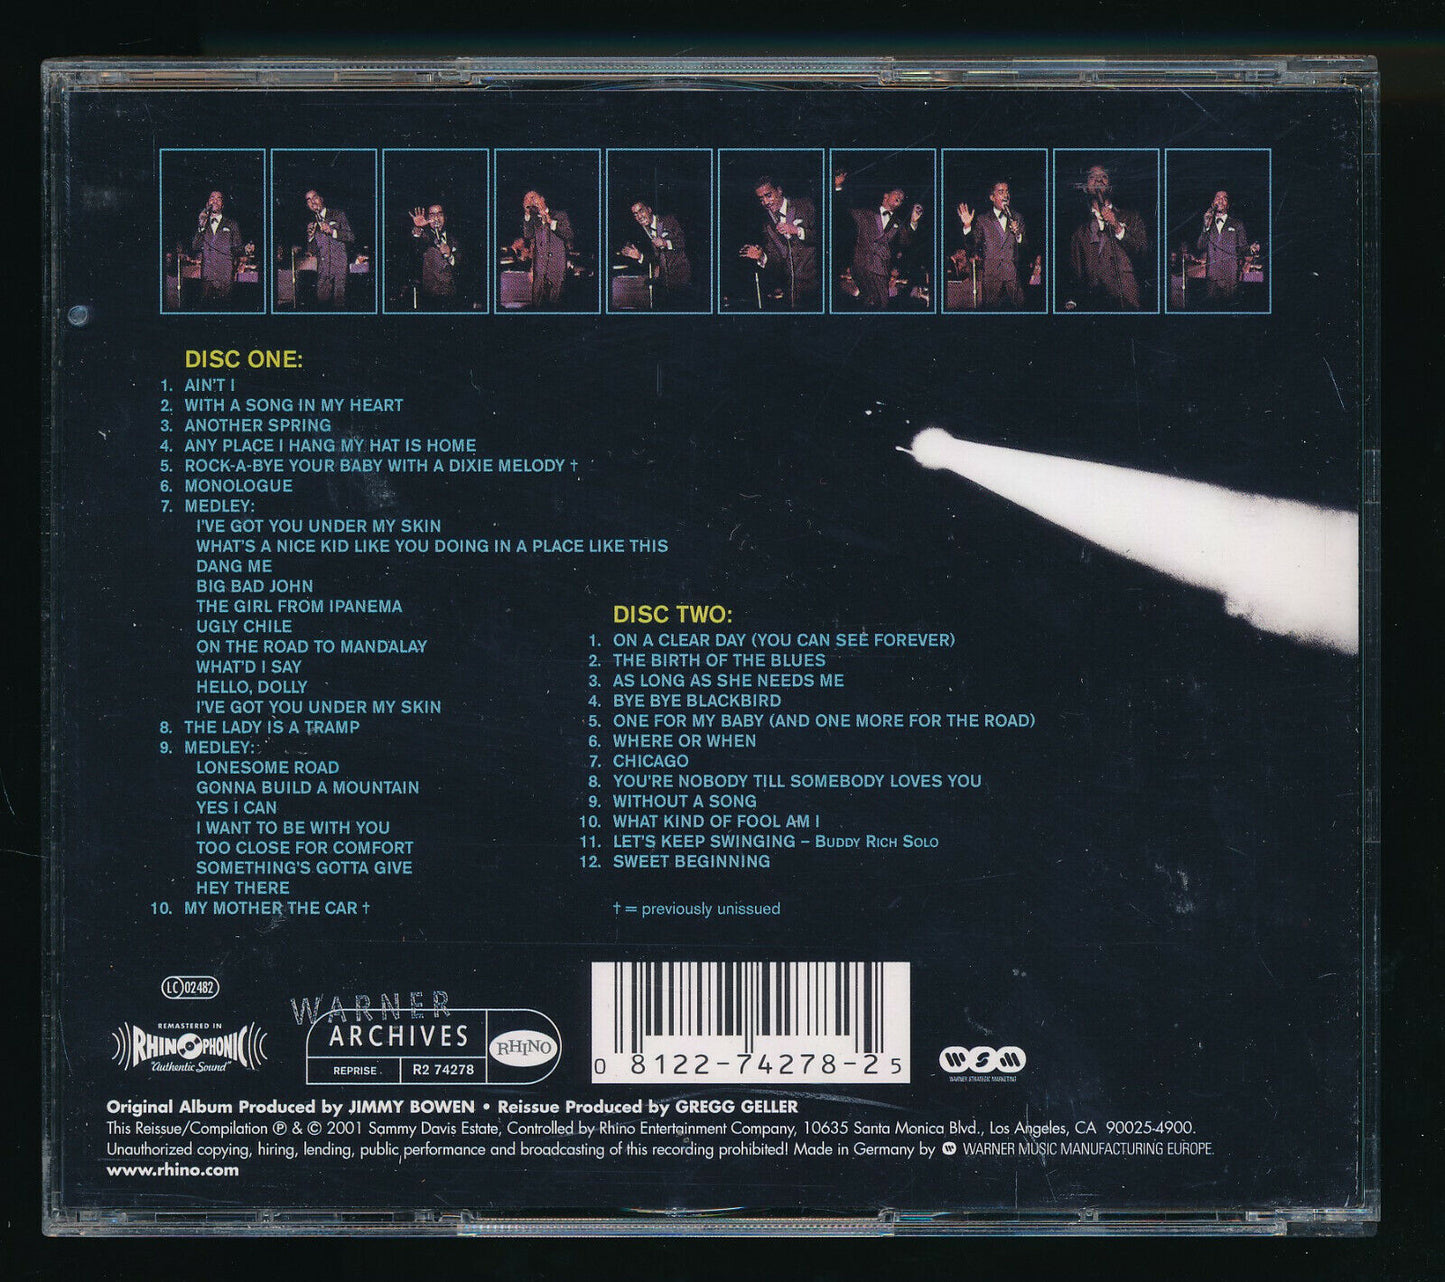 DISC ONE:
1. AIN'T I
2. WITH A SONG IN MY HEART
3. ANOTHER SPRING
4. ANY PLACE I HANG MY HAT IS HOME
5. ROCK-A-BYE YOUR BABY WITH A DIXIE MELODY †
6. MONOLOGUE
7. MEDLEY:
I'VE GOT YOU UNDER MY SKIN
WHAT'S A NICE KID LIKE YOU DOING IN A PLACE LIKE THIS
DANG ME
BIG BAD JOHN
THE GIRL FROM IPANEMA
UGLY CHILE
ON THE ROAD TO MANDALAY
WHAT'D I SAY
HELLO, DOLLY
I'VE GOT YOU UNDER MY SKIN
8. THE LADY IS A TRAMP
9. MEDLEY:
LONESOME ROAD
GONNA BUILD A MOUNTAIN
YES I CAN
I WANT TO BE WITH YOU
TOO CLOSE FOR COMFORT
SOMETHING'S GOTTA GIVE
HEY THERE
10. MY MOTHER THE CAR †
DISC TWO:
1. ON A CLEAR DAY (YOU CAN SEE FOREVER)
2. THE BIRTH OF THE BLUES
3. AS LONG AS SHE NEEDS ME
4. BYE BYE BLACKBIRD
5. ONE FOR MY BABY (AND ONE MORE FOR THE ROAD)
6. WHERE OR WHEN
7. CHICAGO
8. YOU'RE NOBODY TILL SOMEBODY LOVES YOU
9. WITHOUT A SONG
10. WHAT KIND OF FOOL AM I
11. LET'S KEEP SWINGING – BUDDY RICH SOLO
12. SWEET BEGINNING
† = previously unissued
LC 02482
REMASTERED IN
RHINOPHONIC
"Authentic Sound"
WARNER
ARCHIVES
RHINO
REPRISE R2 74278
0 8122-74278-2 5
WSM
WARNER STRATEGIC MARKETING
Original Album Produced by JIMMY BOWEN • Reissue Produced by GREGG GELLER
This Reissue/Compilation ℗ & © 2001 Sammy Davis Estate, Controlled by Rhino Entertainment Company, 10635 Santa Monica Blvd., Los Angeles, CA 90025-4900.
Unauthorized copying, hiring, lending, public performance and broadcasting of this recording prohibited! Made in Germany by WARNER MUSIC MANUFACTURING EUROPE.
www.rhino.com